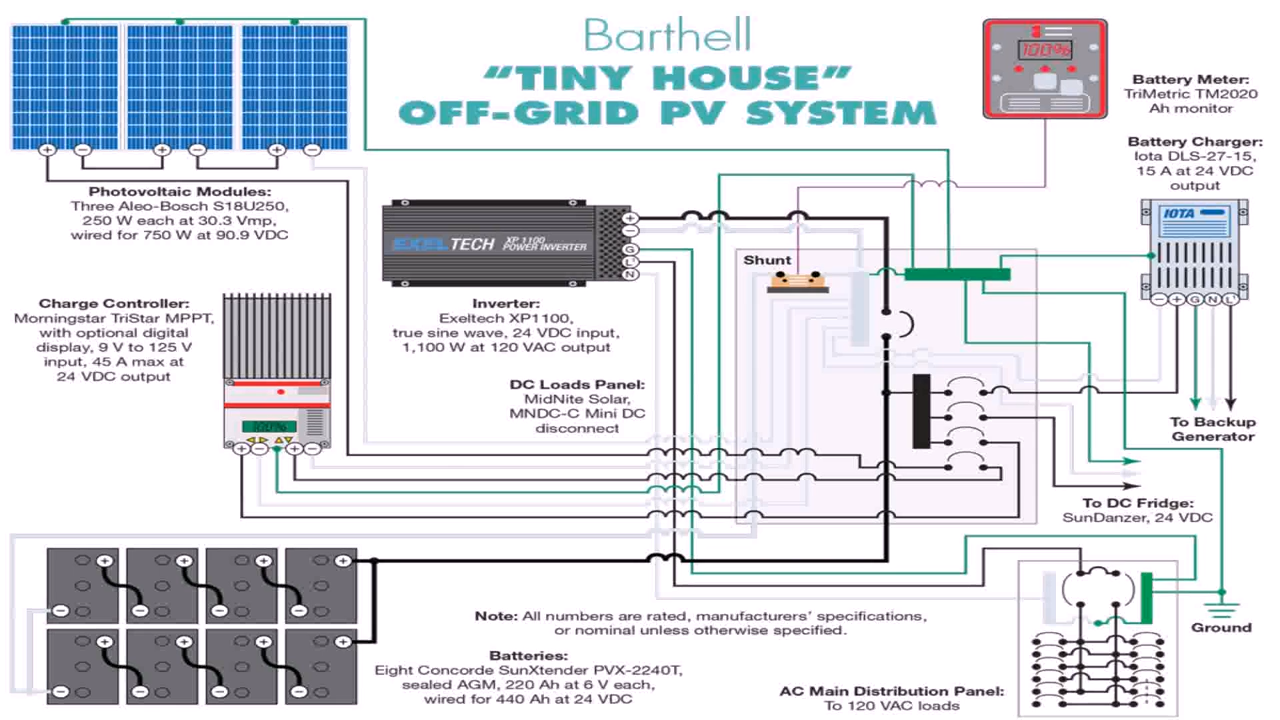 Barthell
“TINY HOUSE”
OFF-GRID PV SYSTEM
100%
Battery Meter:
TriMetric TM2020
Ah monitor
Battery Charger:
Iota DLS-27-15,
15 A at 24 VDC
output
Photovoltaic Modules:
Three Aleo-Bosch S18U250,
250 W each at 30.3 Vmp,
wired for 750 W at 90.9 VDC
EXELTECH XP 1100
POWER INVERTER
G
L
N
IOTA
Shunt
Charge Controller:
Morningstar TriStar MPPT,
with optional digital
display, 9 V to 125 V
input, 45 A max at
24 VDC output
Inverter:
Exeltech XP1100,
true sine wave, 24 VDC input,
1,100 W at 120 VAC output
G N L
DC Loads Panel:
MidNite Solar,
MNDC-C Mini DC
disconnect
100%
To Backup
Generator
To DC Fridge:
SunDanzer, 24 VDC
Note: All numbers are rated, manufacturers’ specifications,
or nominal unless otherwise specified.
Ground
Batteries:
Eight Concorde SunXtender PVX-2240T,
sealed AGM, 220 Ah at 6 V each,
wired for 440 Ah at 24 VDC
AC Main Distribution Panel:
To 120 VAC loads